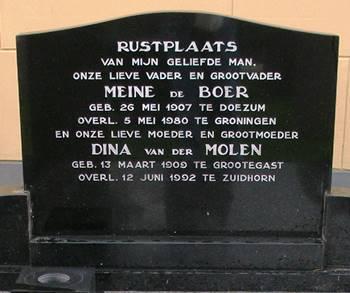 RUSTPLAATS
VAN MIJN GELIEFDE MAN,
ONZE LIEVE VADER EN GROOTVADER
MEINE DE BOER
GEB. 26 MEI 1907 TE DOEZUM
OVERL. 5 MEI 1980 TE GRONINGEN
EN ONZE LIEVE MOEDER EN GROOTMOEDER
DINA VAN DER MOLEN
GEB. 13 MAART 1909 TE GROOTEGAST
OVERL. 12 JUNI 1992 TE ZUIDHORN